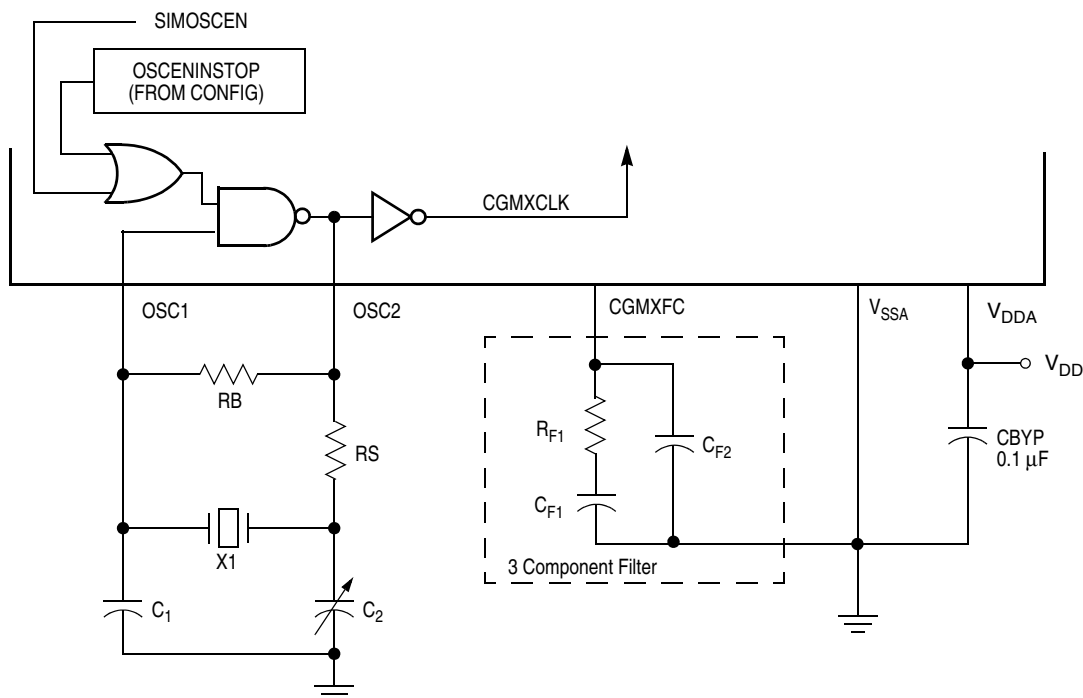 SIMOSCEN
OSCENINSTOP
(FROM CONFIG)
CGMXCLK
OSC1
OSC2
CGMXFC
VSSA
VDDA
VDD
RB
RS
RF1
CF2
CBYP
0.1 μF
CF1
X1
3 Component Filter
C1
C2